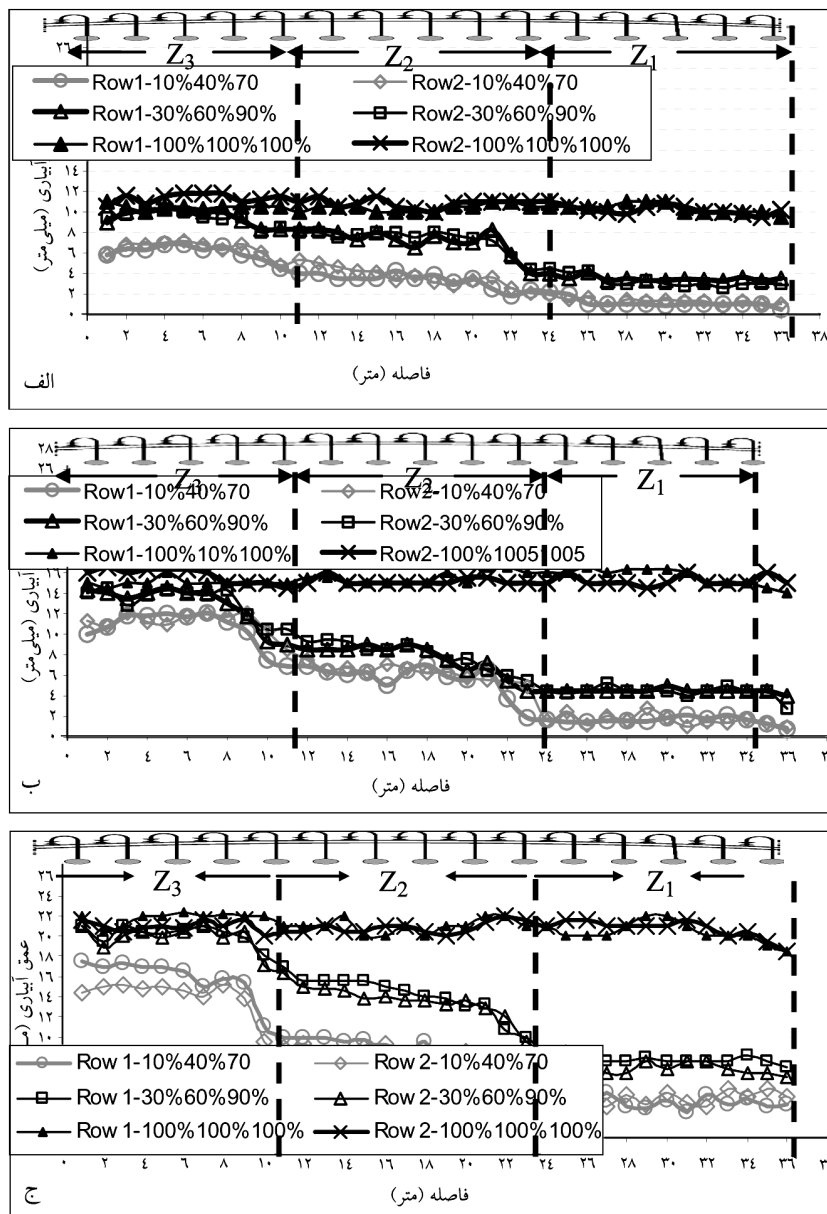 ۲۶
Z₃ Z₂ Z₁
Row1-10%40%70 Row2-10%40%70
Row1-30%60%90% Row2-30%60%90%
Row1-100%100%100% Row2-100%100%100%
آبیاری (میلی‌متر)
۱۴
۱۲
۱۰
۸
۶
۴
۲
۰
۰ ۲ ۴ ۶ ۸ ۱۰ ۱۲ ۱۴ ۱۶ ۱۸ ۲۰ ۲۲ ۲۴ ۲۶ ۲۸ ۳۰ ۳۲ ۳۴ ۳۶ ۳۸
فاصله (متر)
الف
۲۸
۲۶
Z₃ Z₂ Z₁
Row1-10%40%70 Row2-10%40%70
Row1-30%60%90% Row2-30%60%90%
Row1-100%10%100% Row2-100%10051005
آبیاری (میلی‌متر)
۱۶
۱۴
۱۲
۱۰
۸
۶
۴
۲
۰
۰ ۲ ۴ ۶ ۸ ۱۰ ۱۲ ۱۴ ۱۶ ۱۸ ۲۰ ۲۲ ۲۴ ۲۶ ۲۸ ۳۰ ۳۲ ۳۴ ۳۶
فاصله (متر)
۲۶
Z₃ Z₂ Z₁
۲۲
۲۰
۱۶
۱۴
۱۰
عمق آبیاری
Row 1-10%40%70 Row 2-10%40%70
Row 1-30%60%90% Row 2-30%60%90%
Row 1-100%100%100% Row 2-100%100%100%
۰ ۲ ۴ ۶ ۸ ۱۰ ۱۲ ۱۴ ۱۶ ۱۸ ۲۰ ۲۲ ۲۴ ۲۶ ۲۸ ۳۰ ۳۲ ۳۴ ۳۶
فاصله (متر)
ج